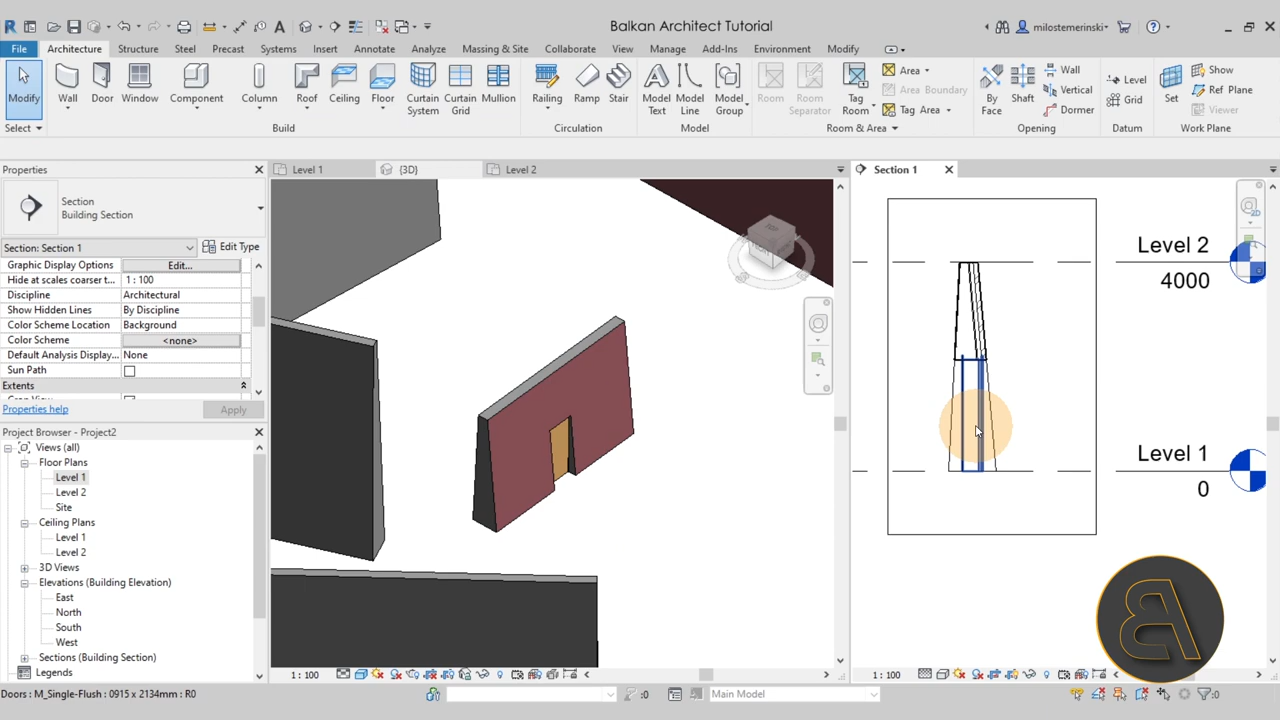 Balkan Architect Tutorial
milostemerinski
File
Architecture
Structure
Steel
Precast
Systems
Insert
Annotate
Analyze
Massing & Site
Collaborate
View
Manage
Add-Ins
Environment
Modify
Modify
Wall
Door
Window
Component
Column
Roof
Ceiling
Floor
Curtain System
Curtain Grid
Mullion
Railing
Ramp
Stair
Model Text
Model Line
Model Group
Room
Room Separator
Tag Room
Area
Area Boundary
Tag Area
By Face
Shaft
Wall
Vertical
Dormer
Level
Grid
Set
Show
Ref Plane
Viewer
Select
Build
Circulation
Model
Room & Area
Opening
Datum
Work Plane
Properties
Section
Building Section
Section: Section 1
Edit Type
Graphic Display Options
Edit...
Hide at scales coarser t...
1 : 100
Discipline
Architectural
Show Hidden Lines
By Discipline
Color Scheme Location
Background
Color Scheme
<none>
Default Analysis Display...
None
Sun Path
Extents
Properties help
Apply
Project Browser - Project2
Views (all)
Floor Plans
Level 1
Level 2
Site
Ceiling Plans
Level 1
Level 2
3D Views
Elevations (Building Elevation)
East
North
South
West
Sections (Building Section)
Legends
Level 1
{3D}
Level 2
TOP
1 : 100
Section 1
Level 2
4000
Level 1
0
1 : 100
Doors : M_Single-Flush : 0915 x 2134mm : R0
:0
Main Model
:0